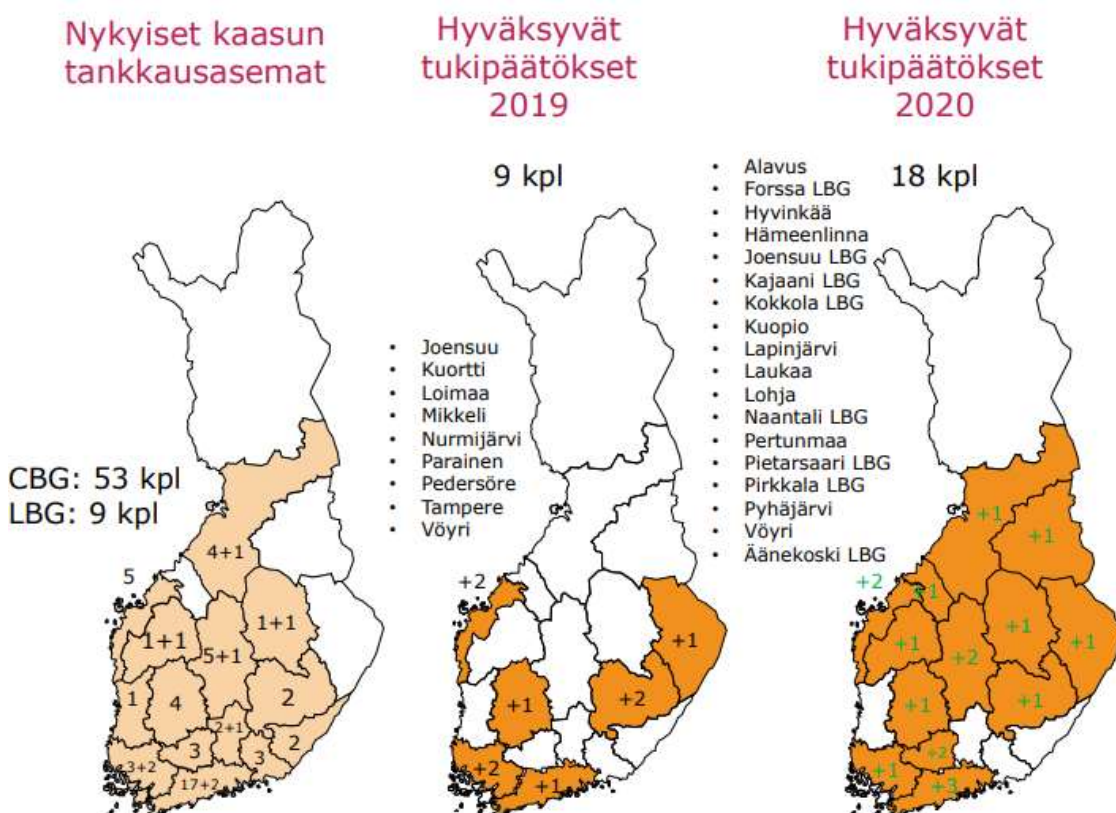 Nykyiset kaasun
tankkausasemat
CBG: 53 kpl
LBG: 9 kpl
4+1
5
1+1
1+1
5+1
1
4
2
2+1
3
2
3
3+2
17+2
Hyväksyvät
tukipäätökset
2019
9 kpl
• Joensuu
• Kuortti
• Loimaa
• Mikkeli
• Nurmijärvi
• Parainen
• Pedersöre
• Tampere
• Vöyri
+2
+1
+2
+1
+2
+1
Hyväksyvät
tukipäätökset
2020
18 kpl
• Alavus
• Forssa LBG
• Hyvinkää
• Hämeenlinna
• Joensuu LBG
• Kajaani LBG
• Kokkola LBG
• Kuopio
• Lapinjärvi
• Laukaa
• Lohja
• Naantali LBG
• Pertunmaa
• Pietarsaari LBG
• Pirkkala LBG
• Pyhäjärvi
• Vöyri
• Äänekoski LBG
+1
+1
+2
+1
+1
+1
+1
+2
+1
+1
+2
+1
+3